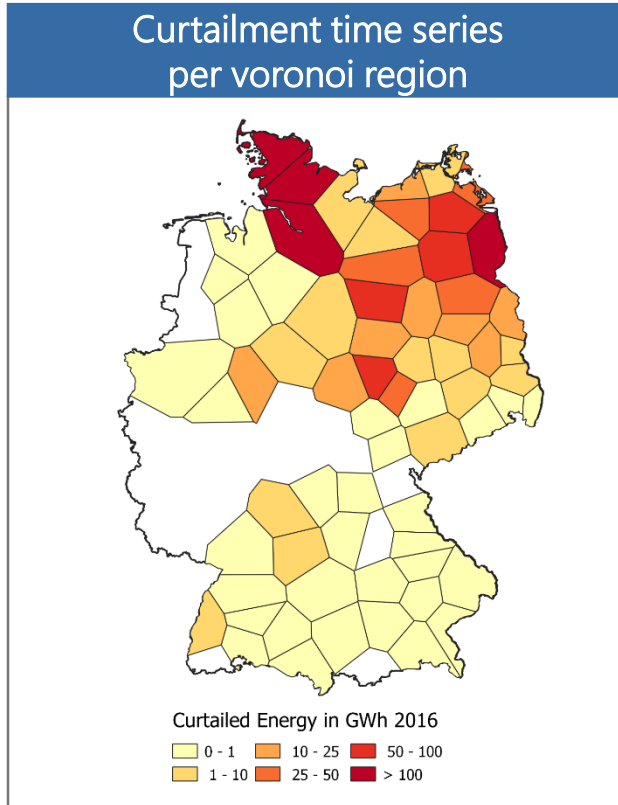 Curtailment time series
per voronoi region
Curtailed Energy in GWh 2016
0 - 1 10 - 25 50 - 100
1 - 10 25 - 50 > 100